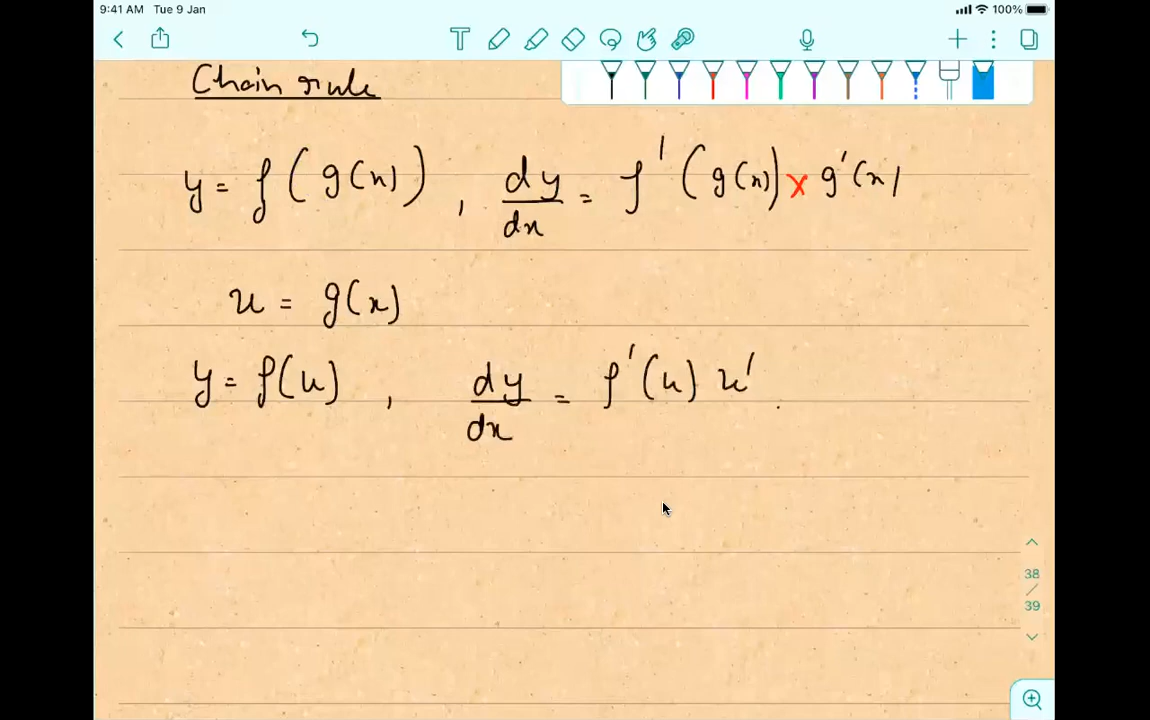 9:41 AM Tue 9 Jan 100%
T
Chain rule
y = f(g(x)) , dy/dx = f'(g(x)) × g'(x)
u = g(x)
y = f(u) , dy/dx = f'(u) u' .
38
/
39